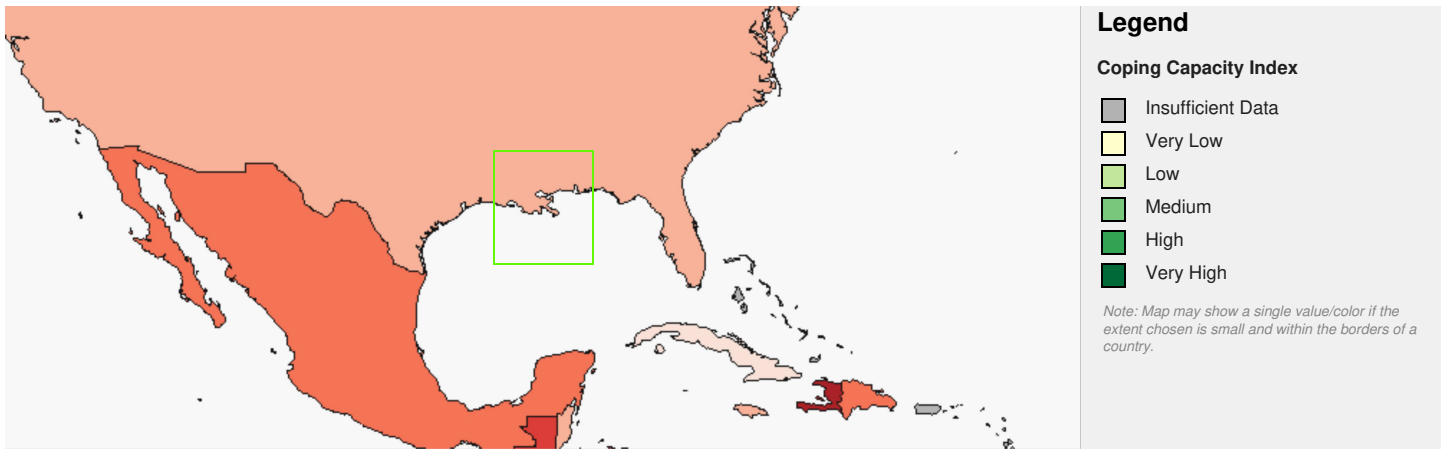 Legend
Coping Capacity Index
Insufficient Data
Very Low
Low
Medium
High
Very High
Note: Map may show a single value/color if the
extent chosen is small and within the borders of a
country.